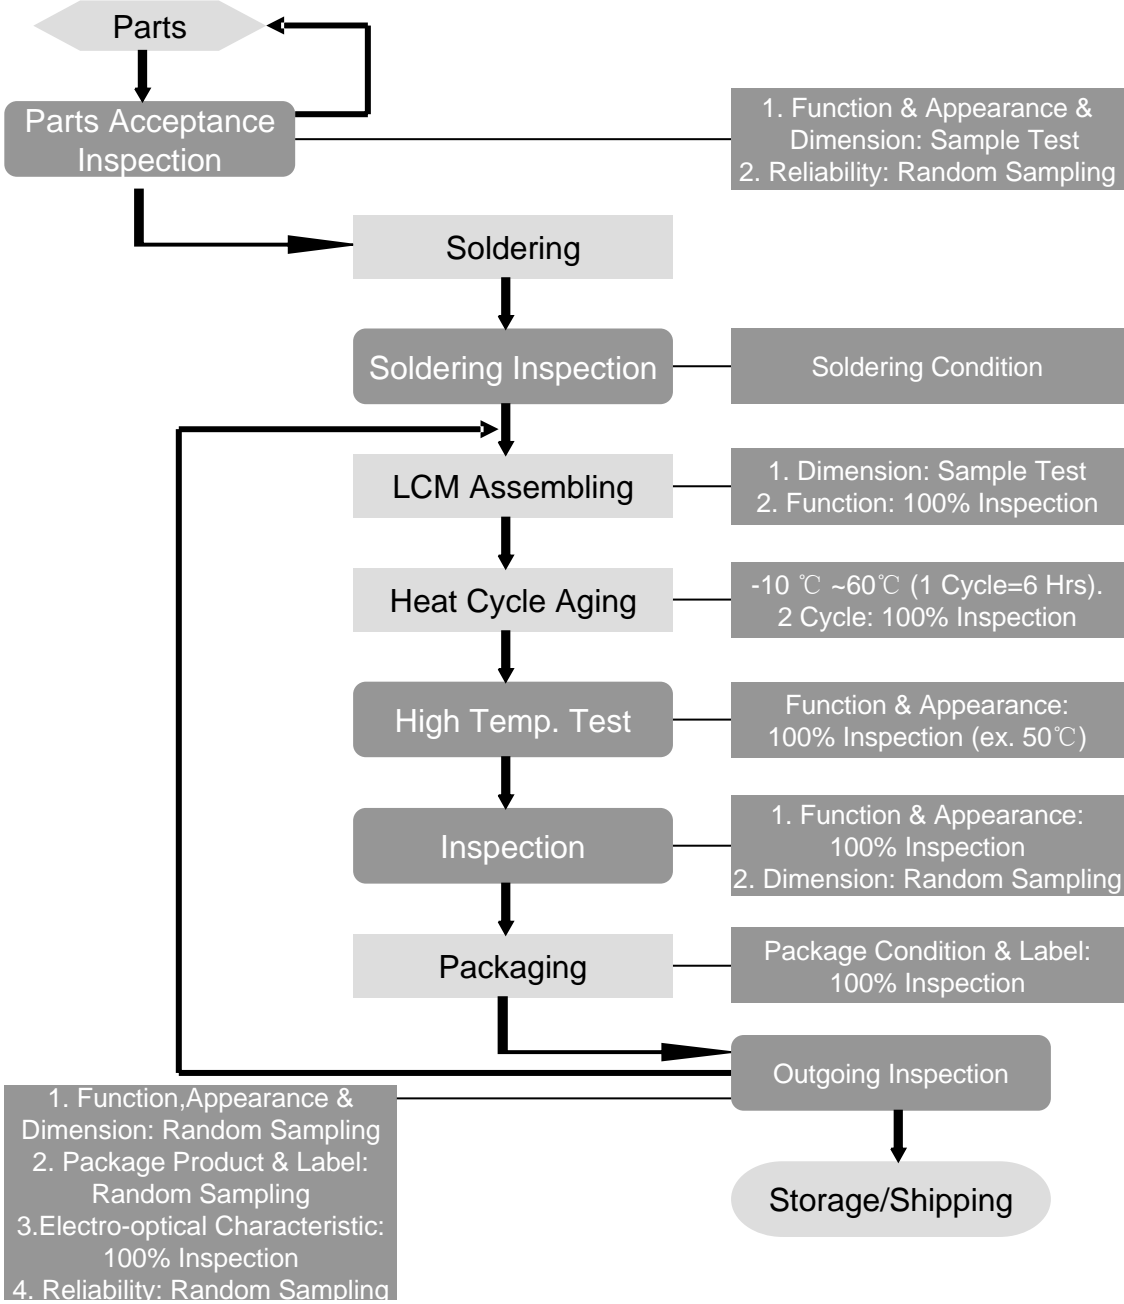 Parts
Parts Acceptance
Inspection
1. Function & Appearance &
Dimension: Sample Test
2. Reliability: Random Sampling
Soldering
Soldering Inspection
Soldering Condition
LCM Assembling
1. Dimension: Sample Test
2. Function: 100% Inspection
Heat Cycle Aging
-10 ℃ ~60℃ (1 Cycle=6 Hrs).
2 Cycle: 100% Inspection
High Temp. Test
Function & Appearance:
100% Inspection (ex. 50℃)
Inspection
1. Function & Appearance:
100% Inspection
2. Dimension: Random Sampling
Packaging
Package Condition & Label:
100% Inspection
Outgoing Inspection
1. Function,Appearance &
Dimension: Random Sampling
2. Package Product & Label:
Random Sampling
3.Electro-optical Characteristic:
100% Inspection
4. Reliability: Random Sampling
Storage/Shipping